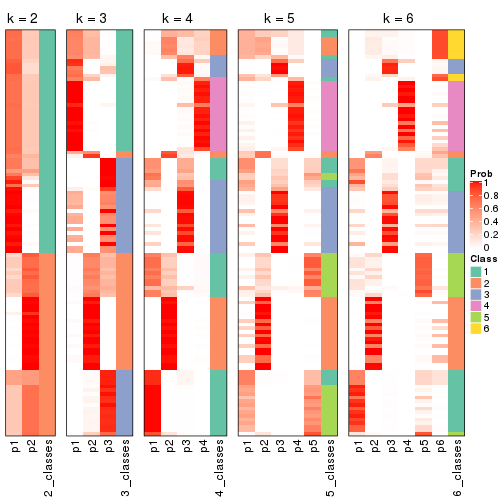 k = 2
k = 3
k = 4
k = 5
k = 6
Prob
1
0.8
0.6
0.4
0.2
0
Class
1
2
3
4
5
6
p1
p2
2_classes
p1
p2
p3
3_classes
p1
p2
p3
p4
4_classes
p1
p2
p3
p4
p5
5_classes
p1
p2
p3
p4
p5
p6
6_classes